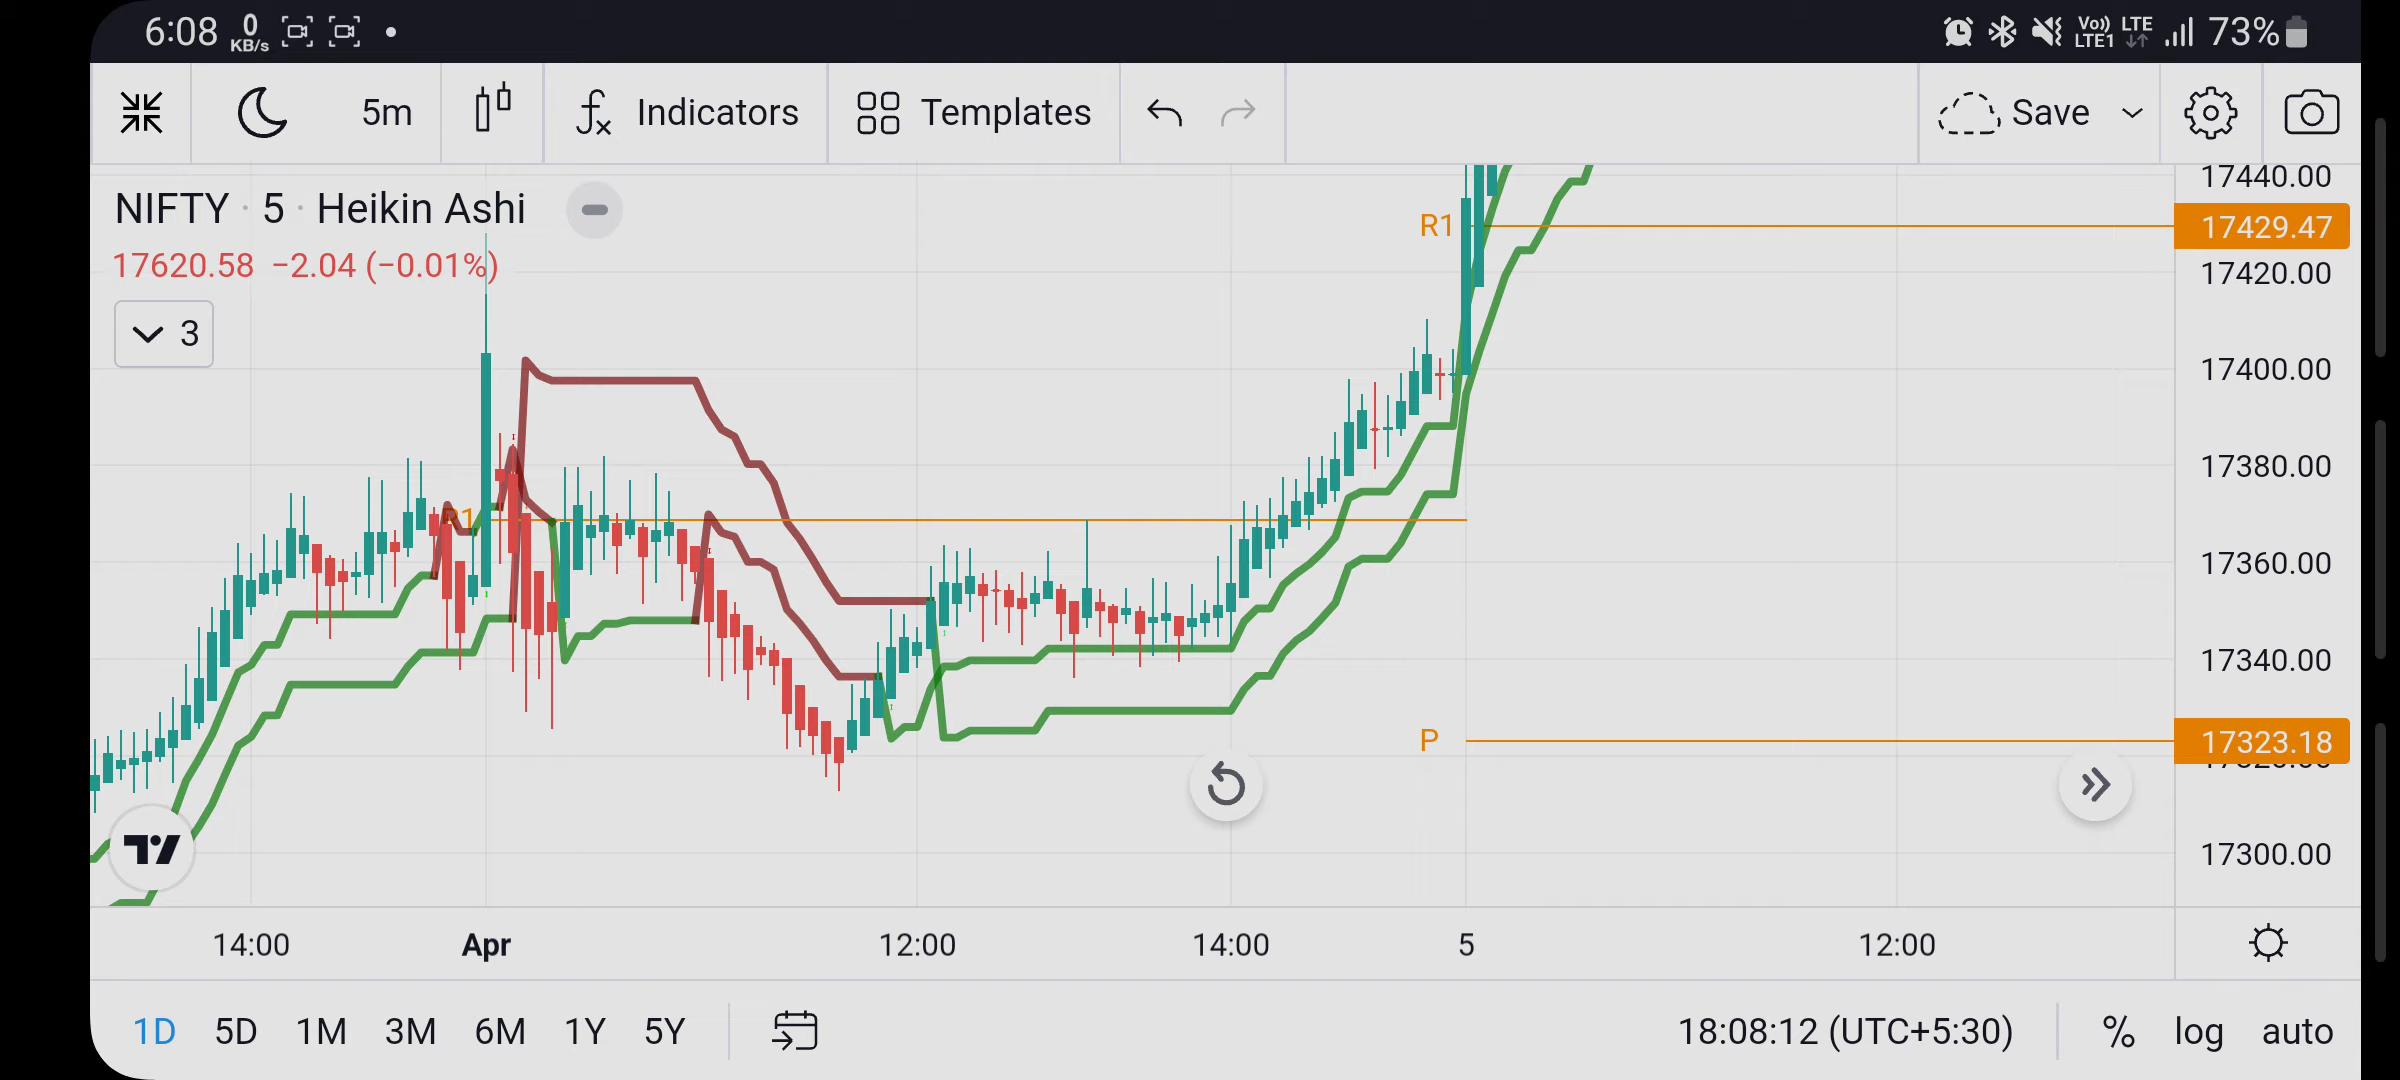 6:08 0 KB/s Vo)) LTE1 LTE 73%
5m Indicators Templates Save
NIFTY · 5 · Heikin Ashi
17620.58 −2.04 (−0.01%)
3
R1
P
17440.00
17429.47
17420.00
17400.00
17380.00
17360.00
17340.00
17323.18
17300.00
14:00 Apr 12:00 14:00 5 12:00
1D 5D 1M 3M 6M 1Y 5Y 18:08:12 (UTC+5:30) % log auto